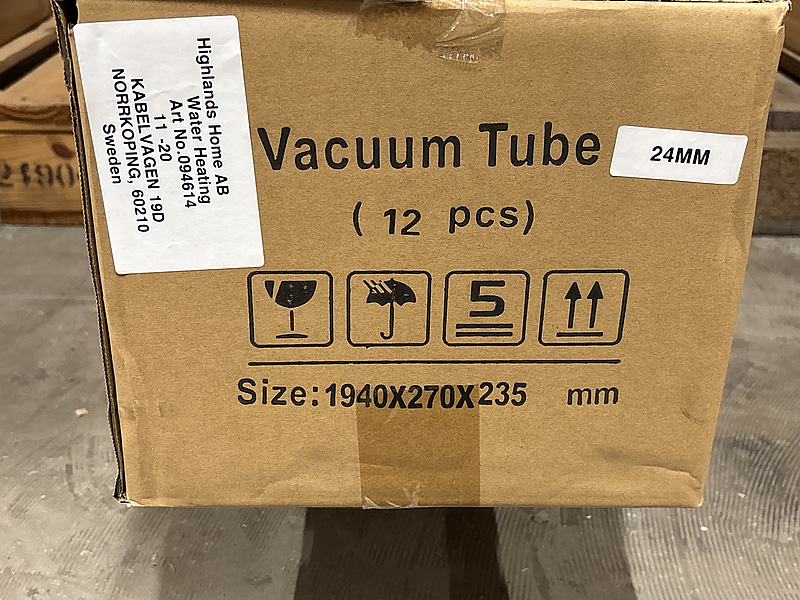 Highlands Home AB
Water Heating
Art No.094614
11 -20
KABELVAGEN 19D
NORRKOPING, 60210
Sweden
Vacuum Tube
24MM
( 12 pcs)
5
Size:1940X270X235 mm
2490